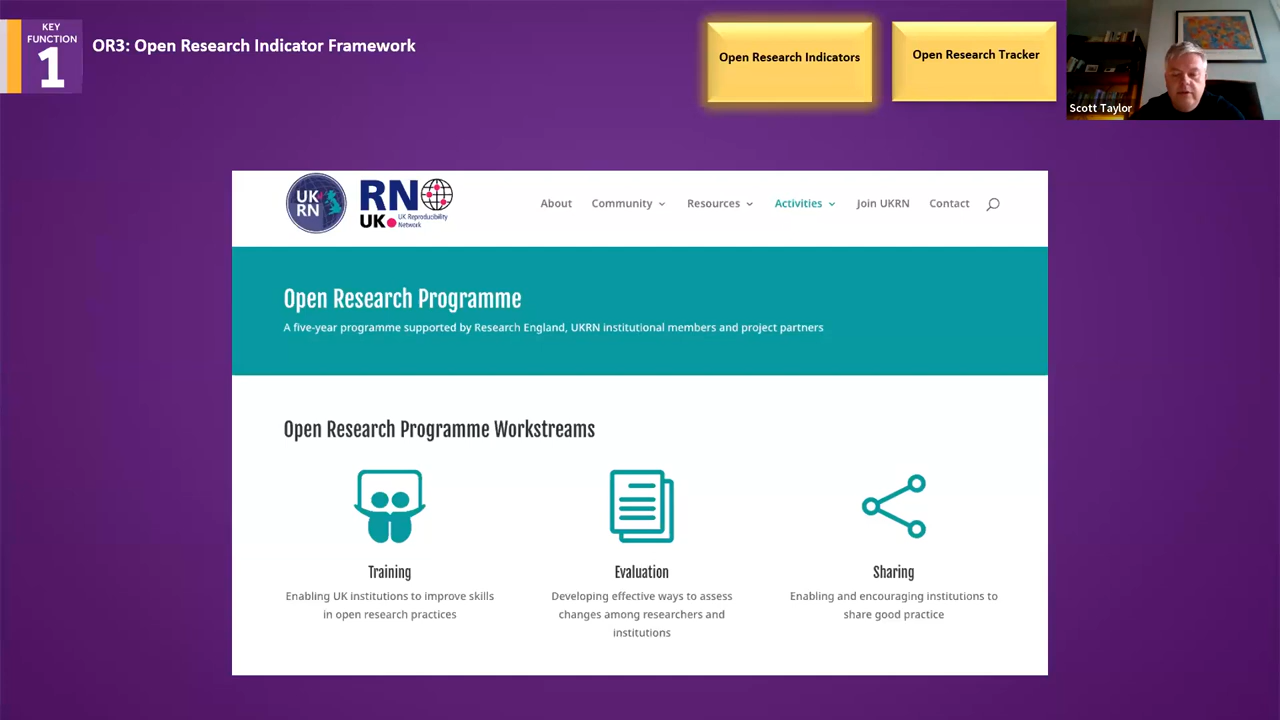 KEY
FUNCTION
1
OR3: Open Research Indicator Framework
Open Research Indicators
Open Research Tracker
Scott Taylor
UK
RN
RN
UK
UK Reproducibility
Network
About Community Resources Activities Join UKRN Contact
Open Research Programme
A five-year programme supported by Research England, UKRN institutional members and project partners
Open Research Programme Workstreams
Training
Enabling UK institutions to improve skills
in open research practices
Evaluation
Developing effective ways to assess
changes among researchers and
institutions
Sharing
Enabling and encouraging institutions to
share good practice